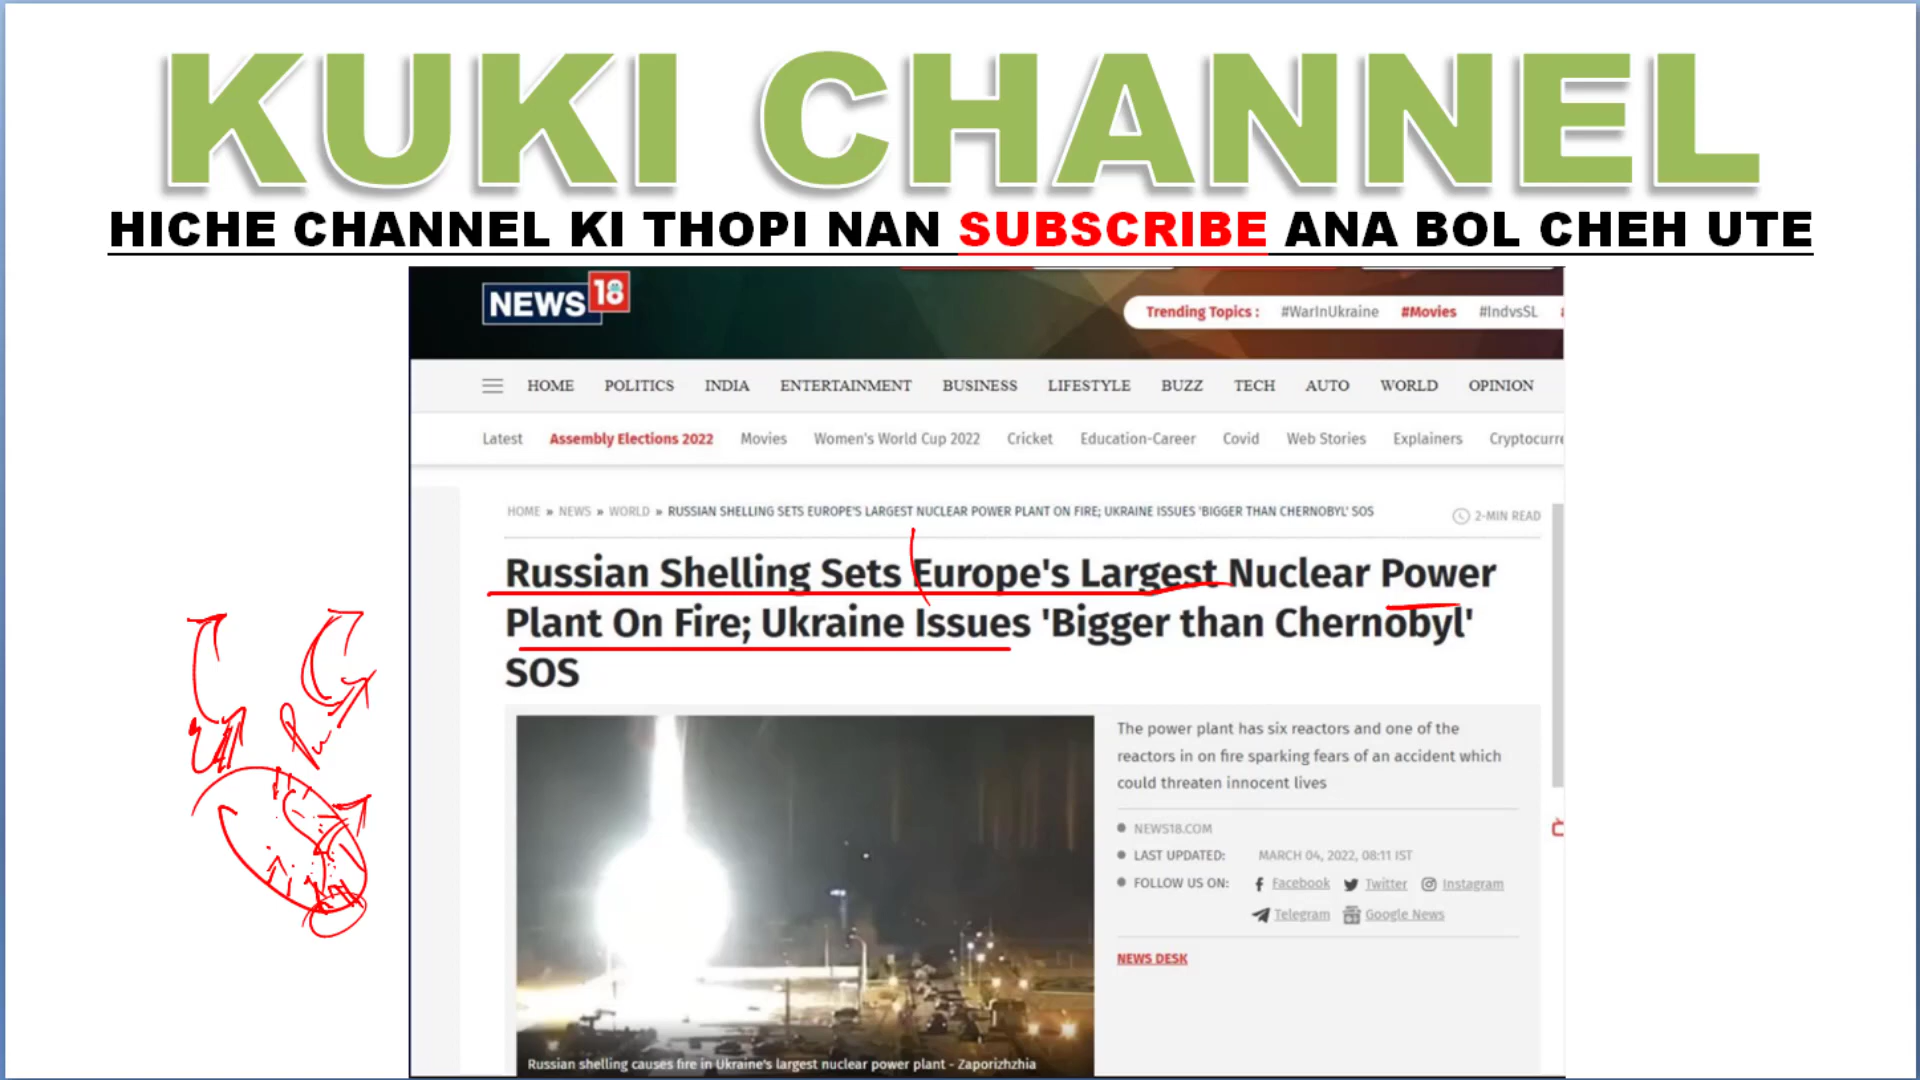 KUKI CHANNEL
HICHE CHANNEL KI THOPI NAN SUBSCRIBE ANA BOL CHEH UTE
NEWS 18
Trending Topics : #WarInUkraine #Movies #IndvsSL
HOME POLITICS INDIA ENTERTAINMENT BUSINESS LIFESTYLE BUZZ TECH AUTO WORLD OPINION
Latest Assembly Elections 2022 Movies Women's World Cup 2022 Cricket Education-Career Covid Web Stories Explainers Cryptocurre
HOME » NEWS » WORLD » RUSSIAN SHELLING SETS EUROPE'S LARGEST NUCLEAR POWER PLANT ON FIRE; UKRAINE ISSUES 'BIGGER THAN CHERNOBYL' SOS
2-MIN READ
Russian Shelling Sets Europe's Largest Nuclear Power
Plant On Fire; Ukraine Issues 'Bigger than Chernobyl'
SOS
The power plant has six reactors and one of the
reactors in on fire sparking fears of an accident which
could threaten innocent lives
NEWS18.COM
LAST UPDATED: MARCH 04, 2022, 08:11 IST
FOLLOW US ON: Facebook Twitter Instagram
Telegram Google News
NEWS DESK
Russian shelling causes fire in Ukraine's largest nuclear power plant - Zaporizhzhia